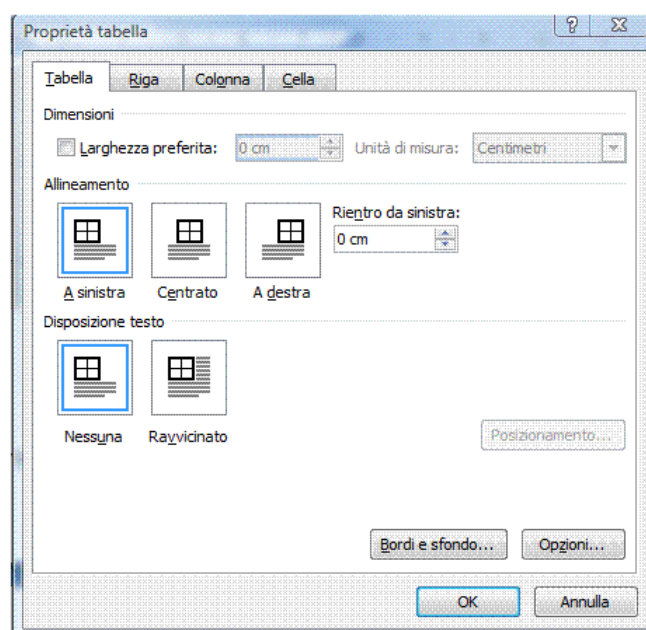 Proprietà tabella
Tabella Riga Colonna Cella
Dimensioni
Larghezza preferita: 0 cm Unità di misura: Centimetri
Allineamento
Rientro da sinistra:
0 cm
A sinistra Centrato A destra
Disposizione testo
Nessuna Ravvicinato
Posizionamento...
Bordi e sfondo... Opzioni...
OK Annulla